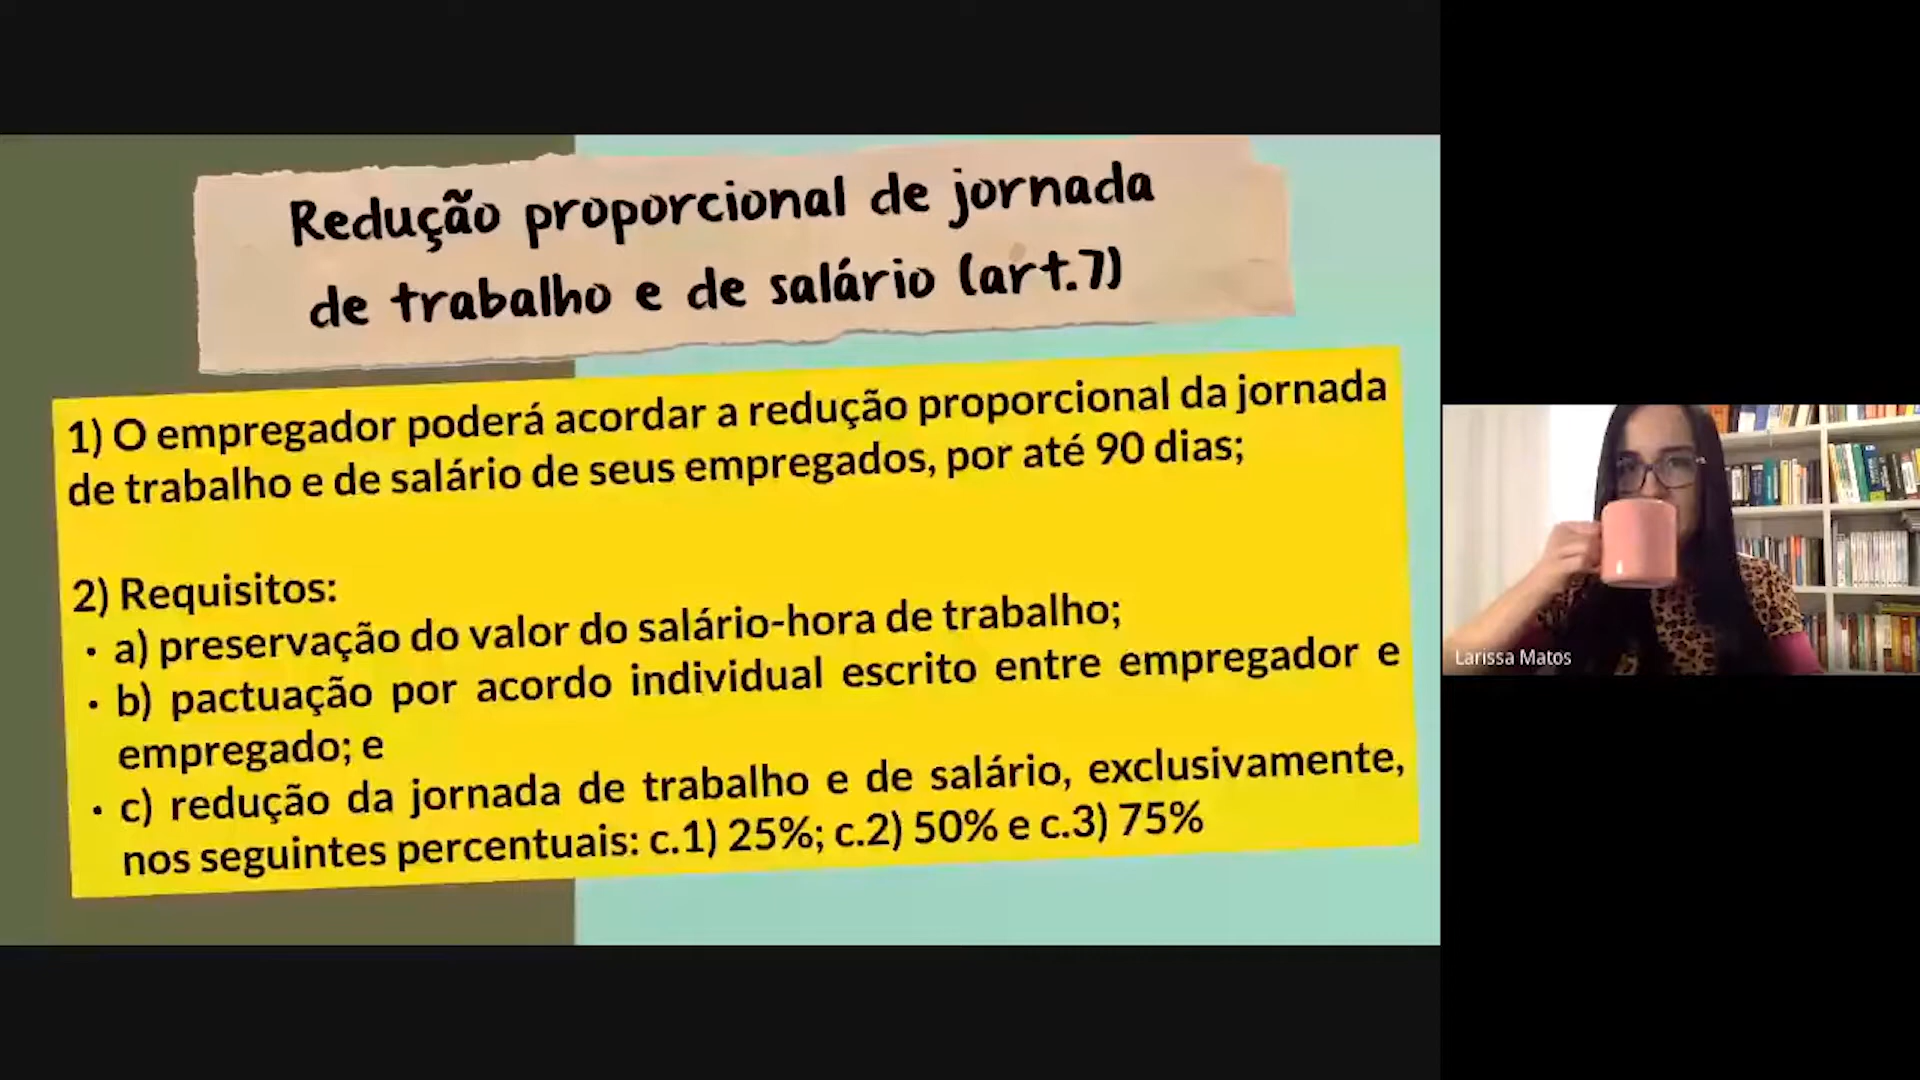 Redução proporcional de jornada
de trabalho e de salário (art.7)
1) O empregador poderá acordar a redução proporcional da jornada
de trabalho e de salário de seus empregados, por até 90 dias;
2) Requisitos:
• a) preservação do valor do salário-hora de trabalho;
• b) pactuação por acordo individual escrito entre empregador e
empregado; e
• c) redução da jornada de trabalho e de salário, exclusivamente,
nos seguintes percentuais: c.1) 25%; c.2) 50% e c.3) 75%
Larissa Matos